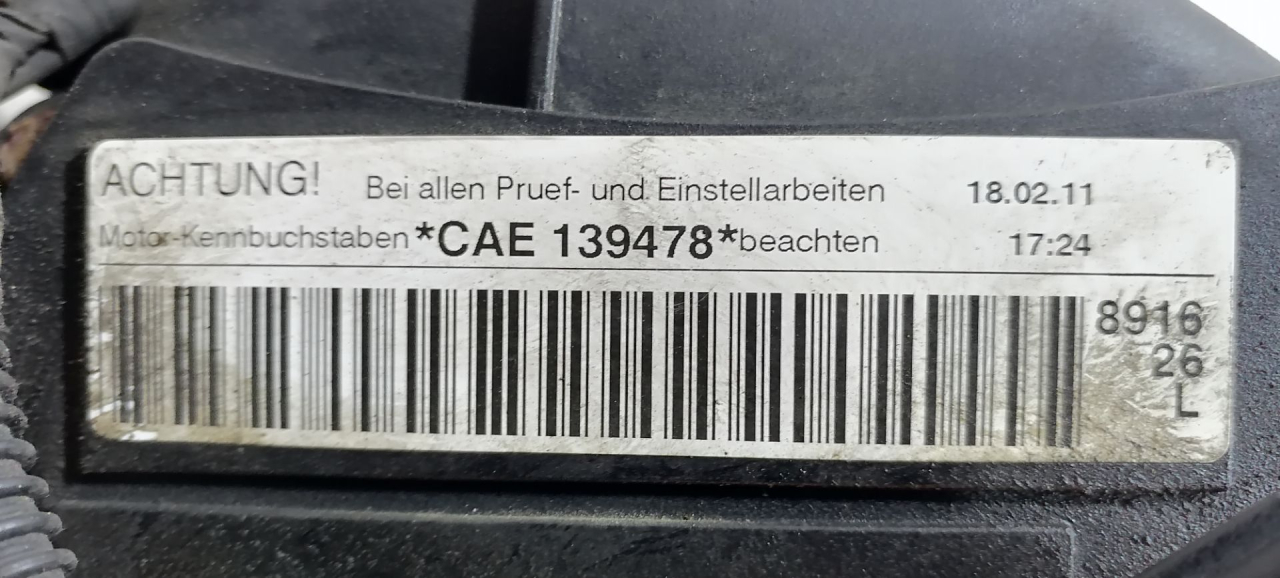 ACHTUNG! Bei allen Pruef- und Einstellarbeiten 18.02.11
Motor-Kennbuchstaben *CAE 139478* beachten 17:24
8916
26
L